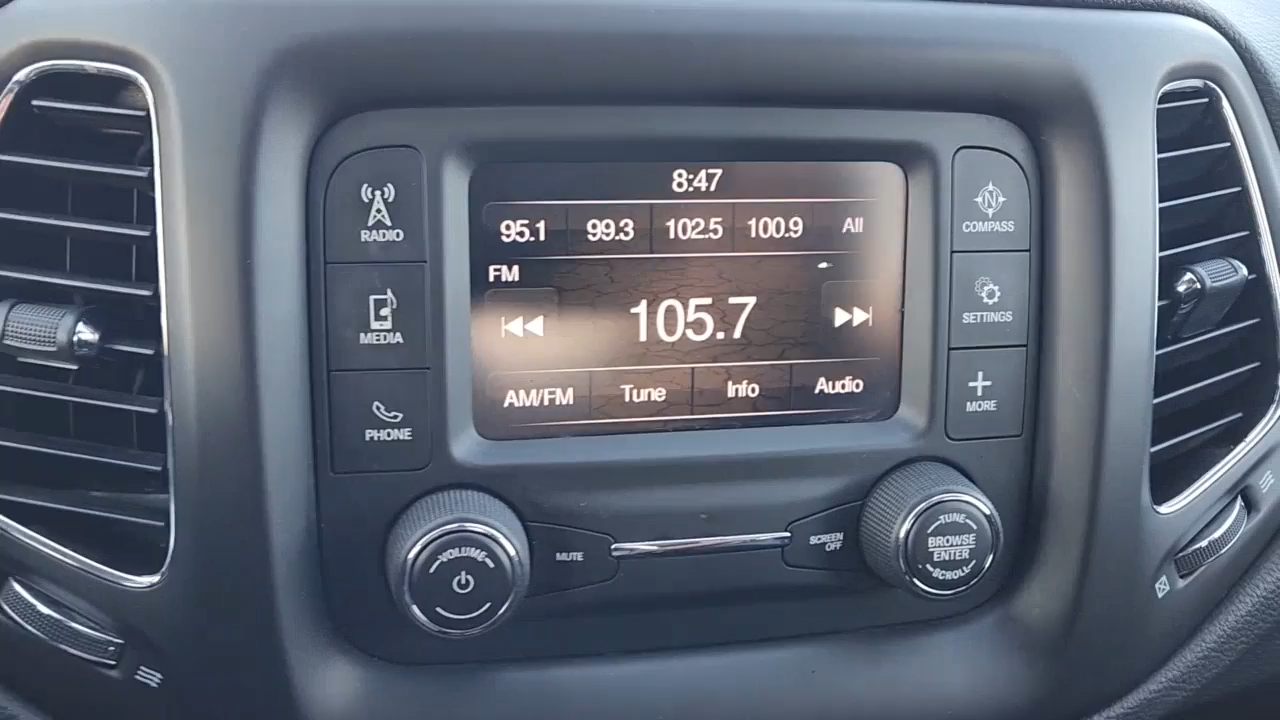 8:47
95.1 99.3 102.5 100.9 All
FM
105.7
AM/FM Tune Info Audio
RADIO
MEDIA
PHONE
N
COMPASS
SETTINGS
MORE
VOLUME
MUTE
SCREEN
OFF
TUNE
BROWSE
ENTER
SCROLL